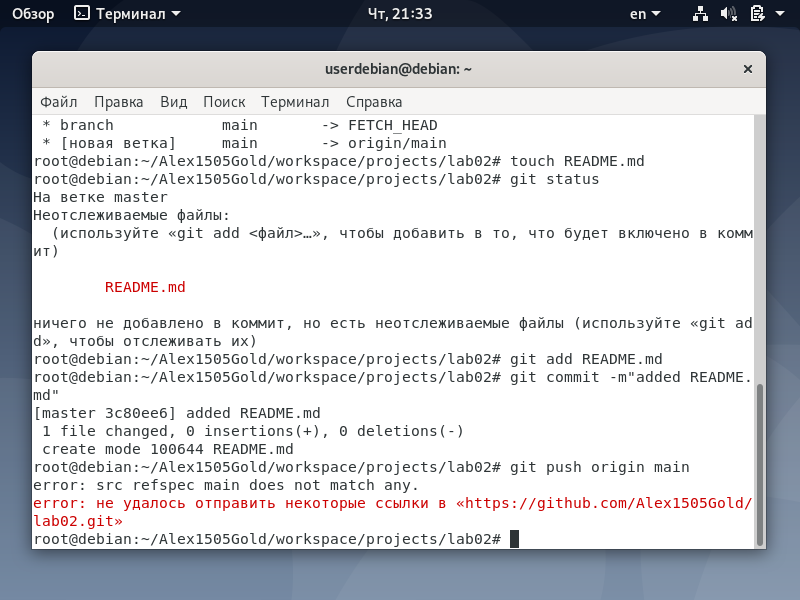 Обзор Терминал Чт, 21:33 en
userdebian@debian: ~ ×
Файл Правка Вид Поиск Терминал Справка
* branch main -> FETCH_HEAD
* [новая ветка] main -> origin/main
root@debian:~/Alex1505Gold/workspace/projects/lab02# touch README.md
root@debian:~/Alex1505Gold/workspace/projects/lab02# git status
На ветке master
Неотслеживаемые файлы:
(используйте «git add <файл>…», чтобы добавить в то, что будет включено в комм
ит)
README.md
ничего не добавлено в коммит, но есть неотслеживаемые файлы (используйте «git ad
d», чтобы отслеживать их)
root@debian:~/Alex1505Gold/workspace/projects/lab02# git add README.md
root@debian:~/Alex1505Gold/workspace/projects/lab02# git commit -m"added README.
md"
[master 3c80ee6] added README.md
1 file changed, 0 insertions(+), 0 deletions(-)
create mode 100644 README.md
root@debian:~/Alex1505Gold/workspace/projects/lab02# git push origin main
error: src refspec main does not match any.
error: не удалось отправить некоторые ссылки в «https://github.com/Alex1505Gold/
lab02.git»
root@debian:~/Alex1505Gold/workspace/projects/lab02#